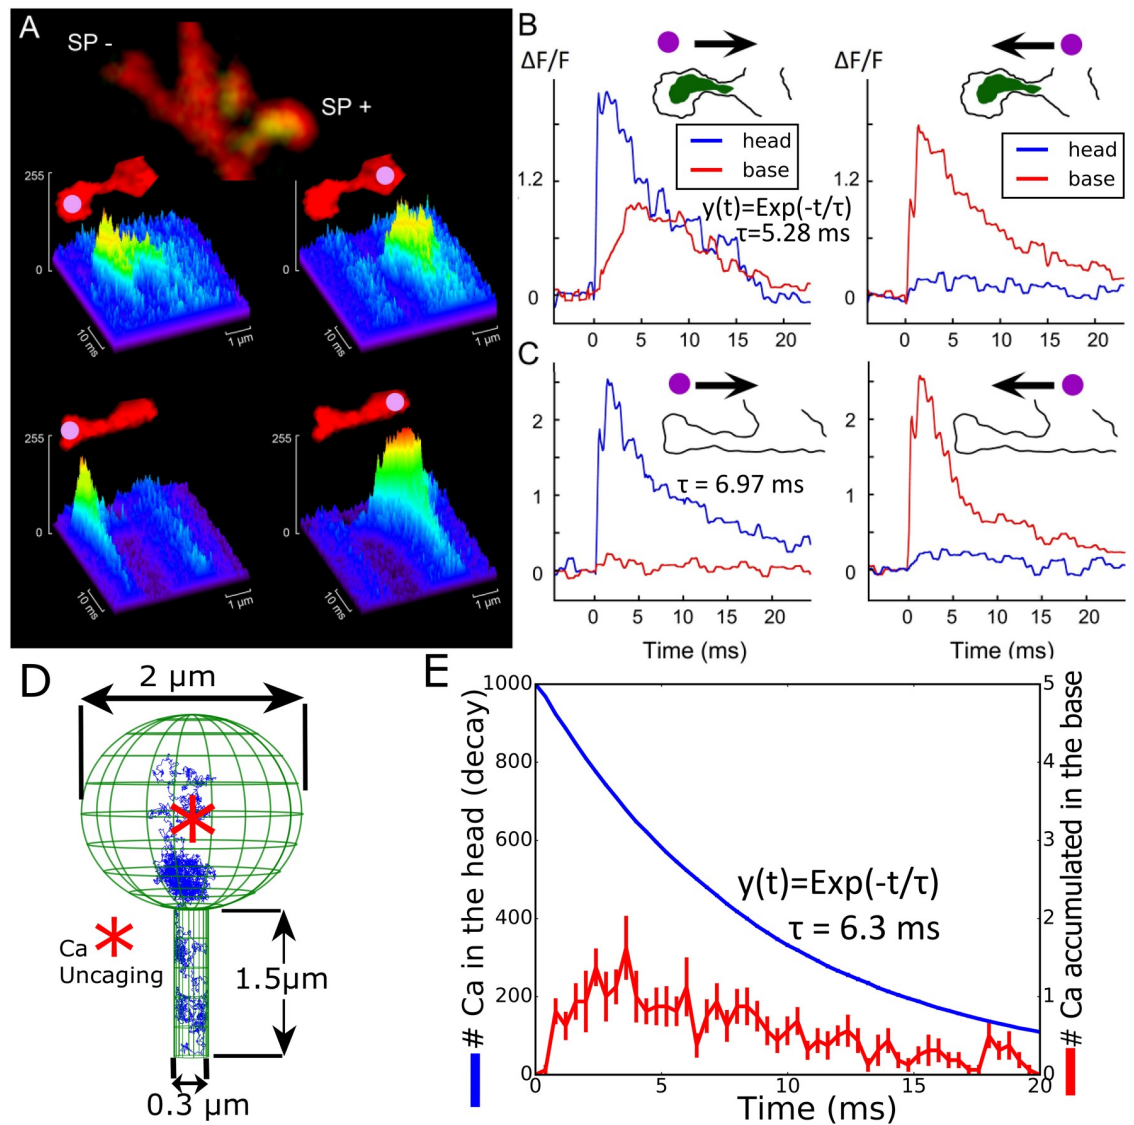 A
SP -
SP +
255
0
10 ms
1 µm
0
10 ms
1 µm
255
0
10 ms
1 µm
255
0
10 ms
1 µm
B
ΔF/F
head
base
y(t)=Exp(-t/τ)
τ=5.28 ms
1.2
0
0 5 10 15 20
ΔF/F
head
base
1.2
0
0 5 10 15 20
C
2
1
0
τ = 6.97 ms
0 5 10 15 20
Time (ms)
2
1
0
0 5 10 15 20
Time (ms)
D
2 µm
Ca
Uncaging
1.5µm
0.3 µm
E
# Ca in the head (decay)
1000
800
600
400
200
0
y(t)=Exp(-t/τ)
τ = 6.3 ms
5
4
3
2
1
0
# Ca accumulated in the base
0 5 10 15 20
Time (ms)